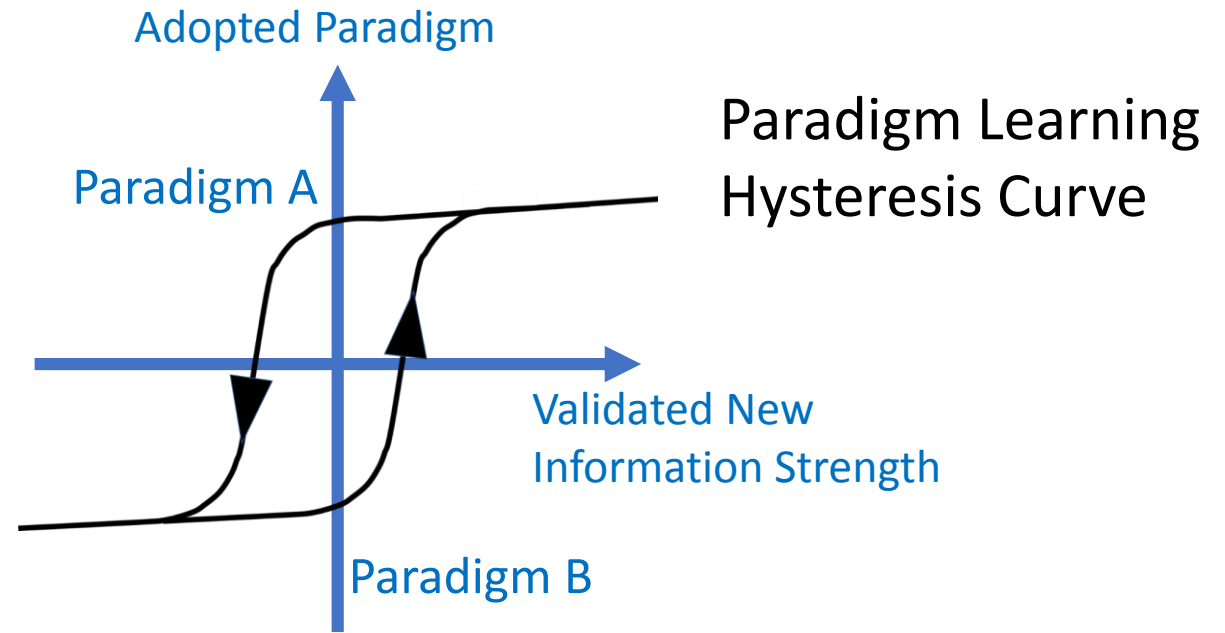 Adopted Paradigm
Paradigm Learning
Hysteresis Curve
Paradigm A
Validated New
Information Strength
Paradigm B